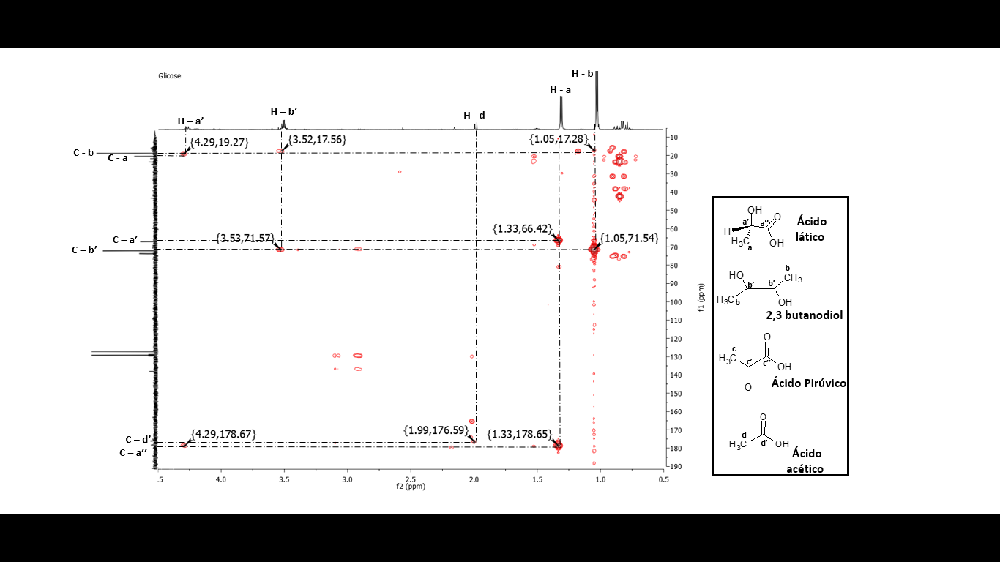 Glicose
H - b
H - a
H – b’
H – a’
H - d
{4.29,19.27}
{3.52,17.56}
{1.05,17.28}
C - b
C - a
{1.33,66.42}
C – a’
{3.53,71.57}
{1.05,71.54}
C – b’
{4.29,178.67}
{1.99,176.59}
{1.33,178.65}
C – d’
C – a’’
10
20
30
40
50
60
70
80
90
100
110
120
130
140
150
160
170
180
190
f1 (ppm)
.5
4.0
3.5
3.0
2.5
2.0
1.5
1.0
0.5
f2 (ppm)
OH
a’
a’’
O
H
H₃C
a
OH
Ácido
lático
HO
b’
b’
b
CH₃
H₃C
b
OH
2,3 butanodiol
O
c
H₃C
c’
c’’
OH
O
Ácido Pirúvico
O
d
H₃C
d’
OH
Ácido
acético